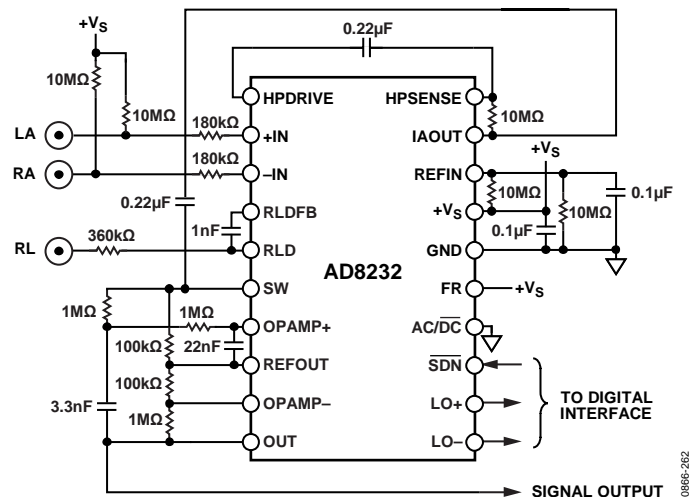 0.22µF
+VS
0.22µF
10MΩ
10MΩ
HPDRIVE
HPSENSE
10MΩ
LA
180kΩ
+IN
IAOUT
+VS
RA
180kΩ
–IN
REFIN
0.22µF
RLDFB
10MΩ
0.1µF
1nF
+VS
10MΩ
0.1µF
RL
360kΩ
RLD
GND
AD8232
SW
FR
+VS
1MΩ
1MΩ
OPAMP+
AC/DC
100kΩ
22nF
REFOUT
SDN
100kΩ
3.3nF
OPAMP–
LO+
TO DIGITAL
INTERFACE
1MΩ
OUT
LO–
SIGNAL OUTPUT
0866-262